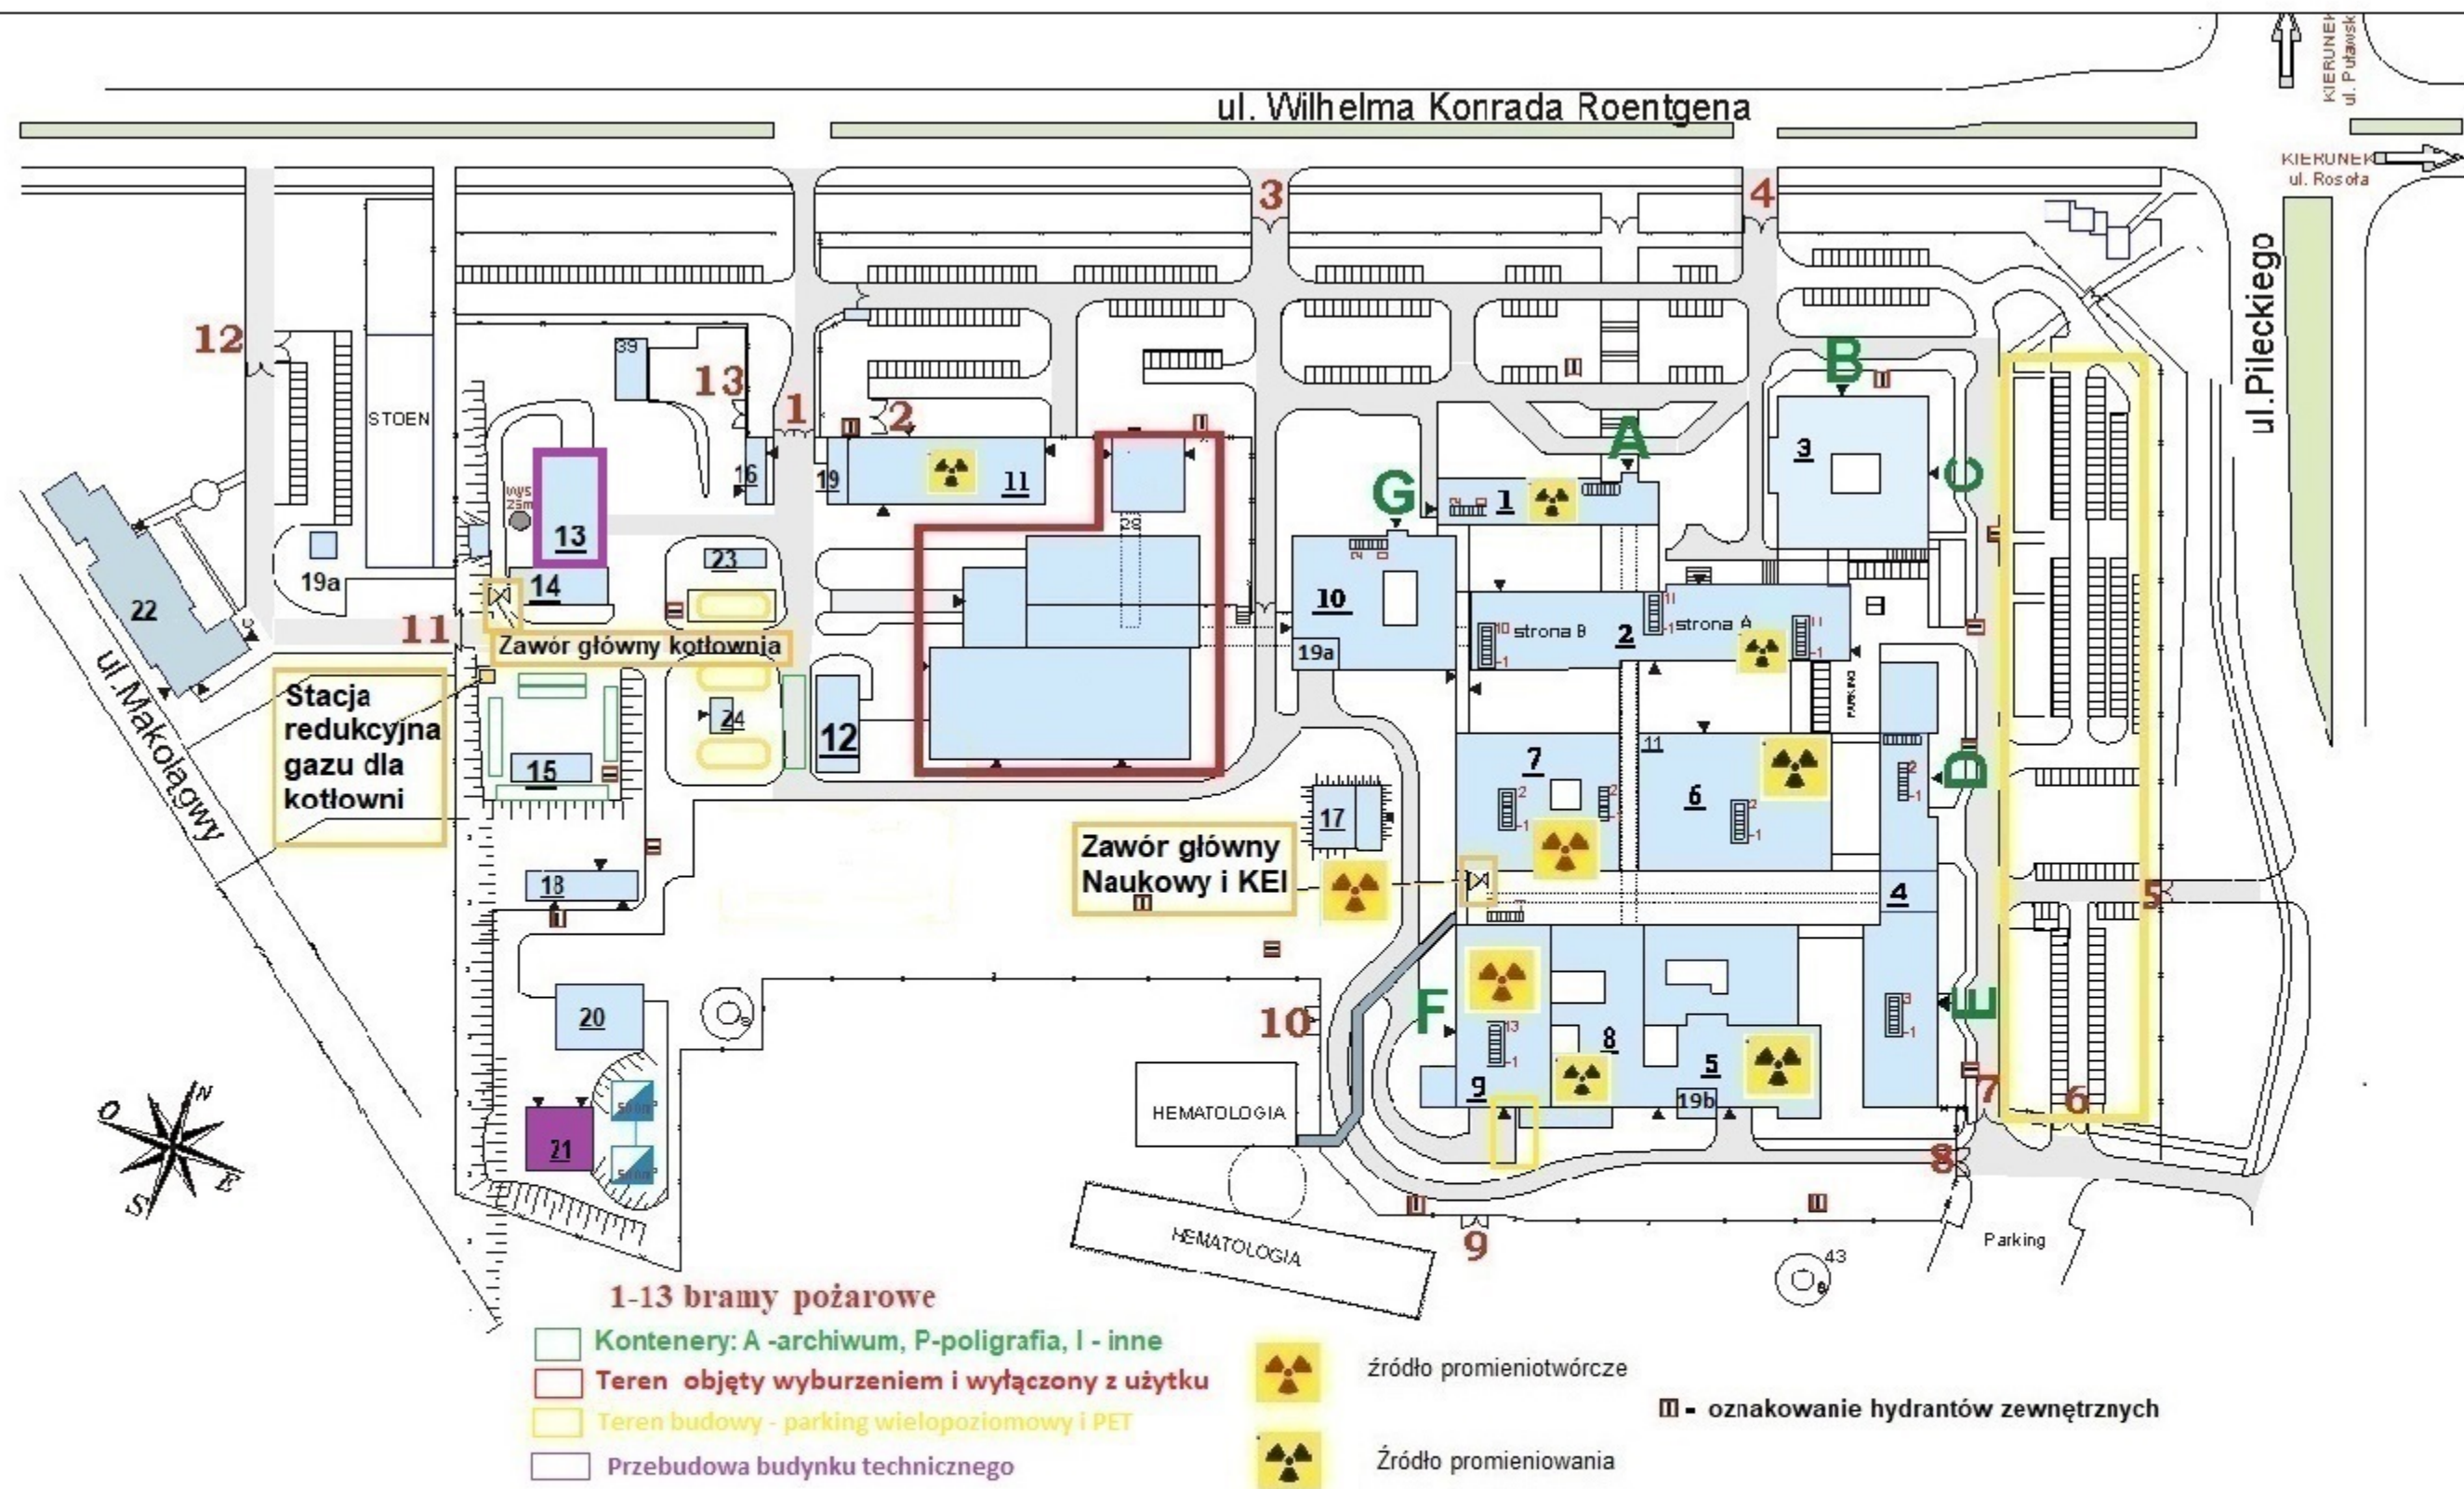 KIERUNEK
ul. Puławsk
ul. Wilhelma Konrada Roentgena
KIERUNEK
ul. Rosoła
3
4
ul.Pileckiego
12
39
13
1
2
B
STOEN
A
3
C
16
19
11
G
1
wys
25m
13
28
23
19a
14
10
22
11
strona B
2
strona A
19a
Zawór główny kotłownia
Stacja
redukcyjna
gazu dla
kotłowni
ul.Makolągwy
24
12
PARKING
15
7
11
6
D
17
Zawór główny
Naukowy i KEI
18
4
5
20
10
F
E
8
5
9
19b
7
6
HEMATOLOGIA
N
O
E
S
21
8
HEMATOLOGIA
9
Parking
43
1-13 bramy pożarowe
Kontenery: A -archiwum, P-poligrafia, I - inne
Teren objęty wyburzeniem i wyłączony z użytku
Teren budowy - parking wielopoziomowy i PET
Przebudowa budynku technicznego
źródło promieniotwórcze
- oznakowanie hydrantów zewnętrznych
Źródło promieniowania